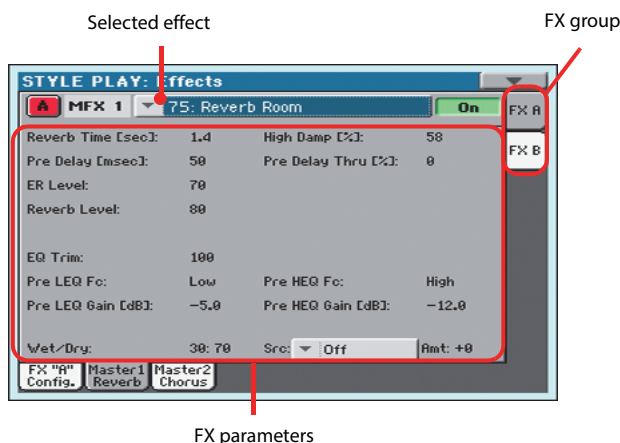 Selected effect
FX group
STYLE PLAY: Effects
A MFX 1 75: Reverb Room On
FX A
Reverb Time [sec]: 1.4 High Damp [%]: 58
FX B
Pre Delay [msec]: 50 Pre Delay Thru [%]: 0
ER Level: 70
Reverb Level: 80
EQ Trim: 100
Pre LEQ Fc: Low Pre HEQ Fc: High
Pre LEQ Gain [dB]: -5.0 Pre HEQ Gain [dB]: -12.0
Wet/Dry: 30:70 Src: Off Amt: +0
FX "A" Config. Master1 Reverb Master2 Chorus
FX parameters